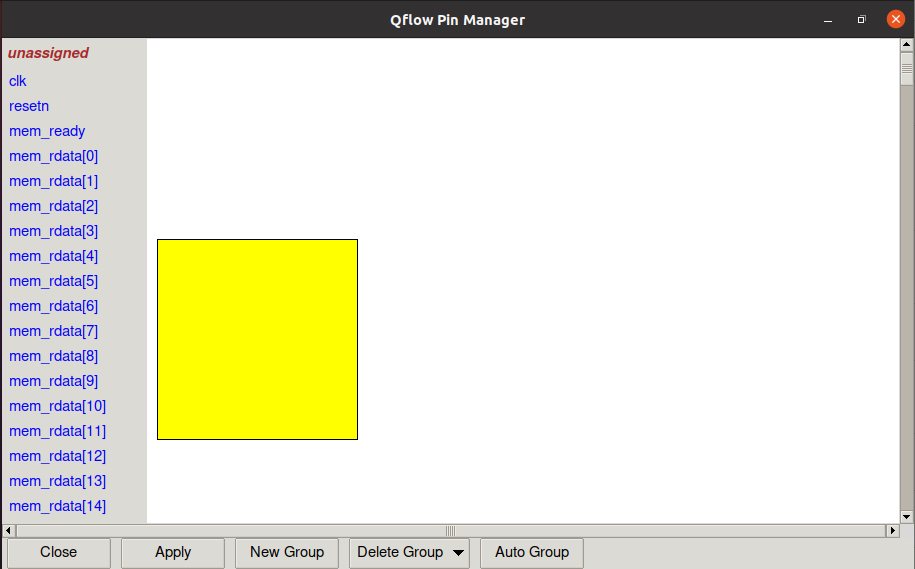 Qflow Pin Manager
unassigned
clk
resetn
mem_ready
mem_rdata[0]
mem_rdata[1]
mem_rdata[2]
mem_rdata[3]
mem_rdata[4]
mem_rdata[5]
mem_rdata[6]
mem_rdata[7]
mem_rdata[8]
mem_rdata[9]
mem_rdata[10]
mem_rdata[11]
mem_rdata[12]
mem_rdata[13]
mem_rdata[14]
Close Apply New Group Delete Group Auto Group